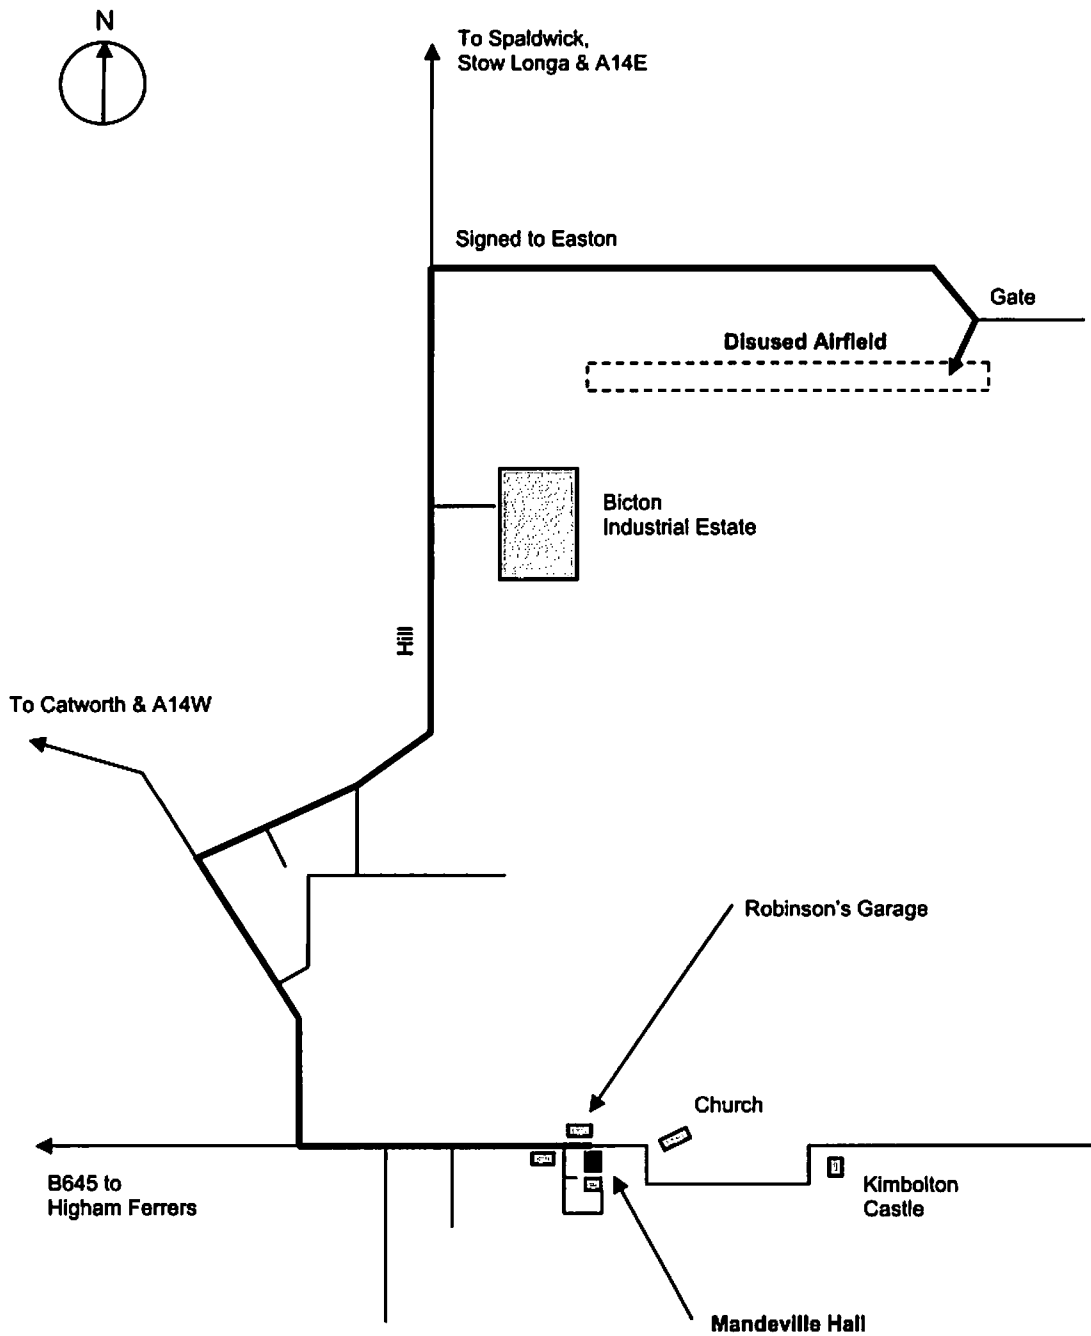 N
To Spaldwick,
Stow Longa & A14E
Signed to Easton
Gate
Disused Airfield
Bicton
Industrial Estate
Hill
To Catworth & A14W
Robinson's Garage
Church
B645 to
Higham Ferrers
Kimbolton
Castle
Mandeville Hall